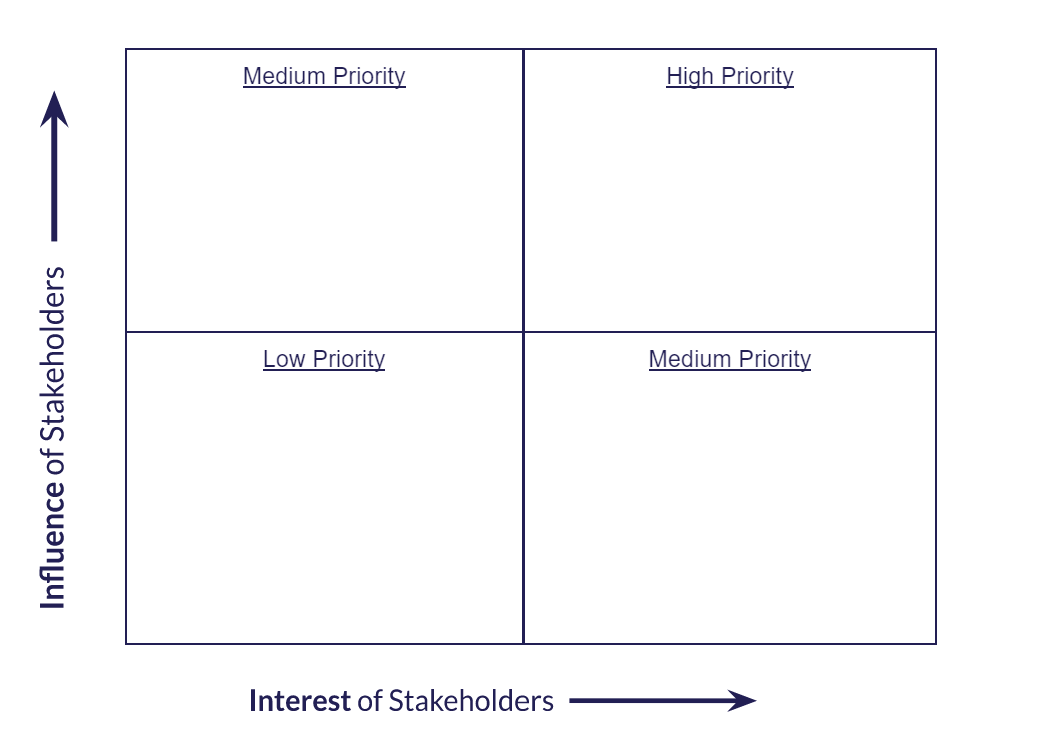 Medium Priority
High Priority
Low Priority
Medium Priority
Influence of Stakeholders
Interest of Stakeholders